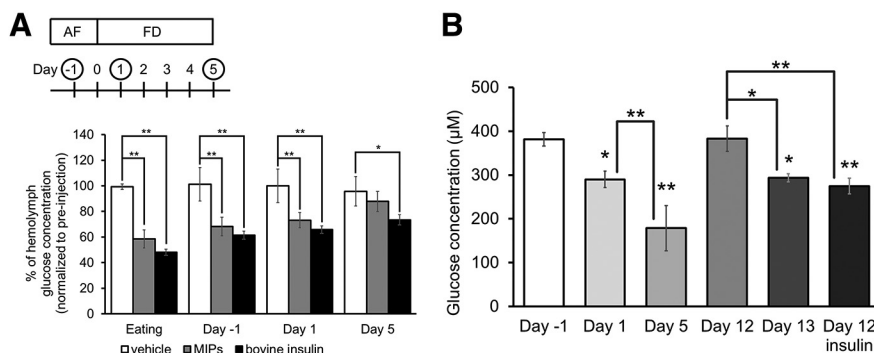 A
AF FD
Day -1 0 1 2 3 4 5
% of hemolymph
glucose concentration
(normalized to pre-injection)
140
120
100
80
60
40
20
0
** ** ** ** ** ** *
Eating Day -1 Day 1 Day 5
vehicle MIPs bovine insulin
B
Glucose concentration (µM)
500
400
300
200
100
0
* ** ** * ** * **
Day -1 Day 1 Day 5 Day 12 Day 13 Day 12
insulin